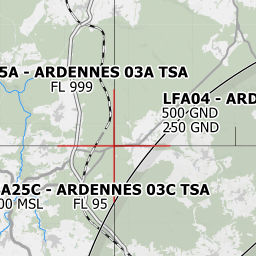 5A - ARDENNES 03A TSA
FL 999
LFA04 - ARD
500 GND
250 GND
A25C - ARDENNES 03C TSA
00 MSL
FL 95